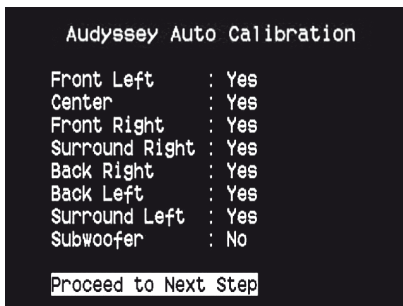 Audyssey Auto Calibration
Front Left : Yes
Center : Yes
Front Right : Yes
Surround Right : Yes
Back Right : Yes
Back Left : Yes
Surround Left : Yes
Subwoofer : No
Proceed to Next Step